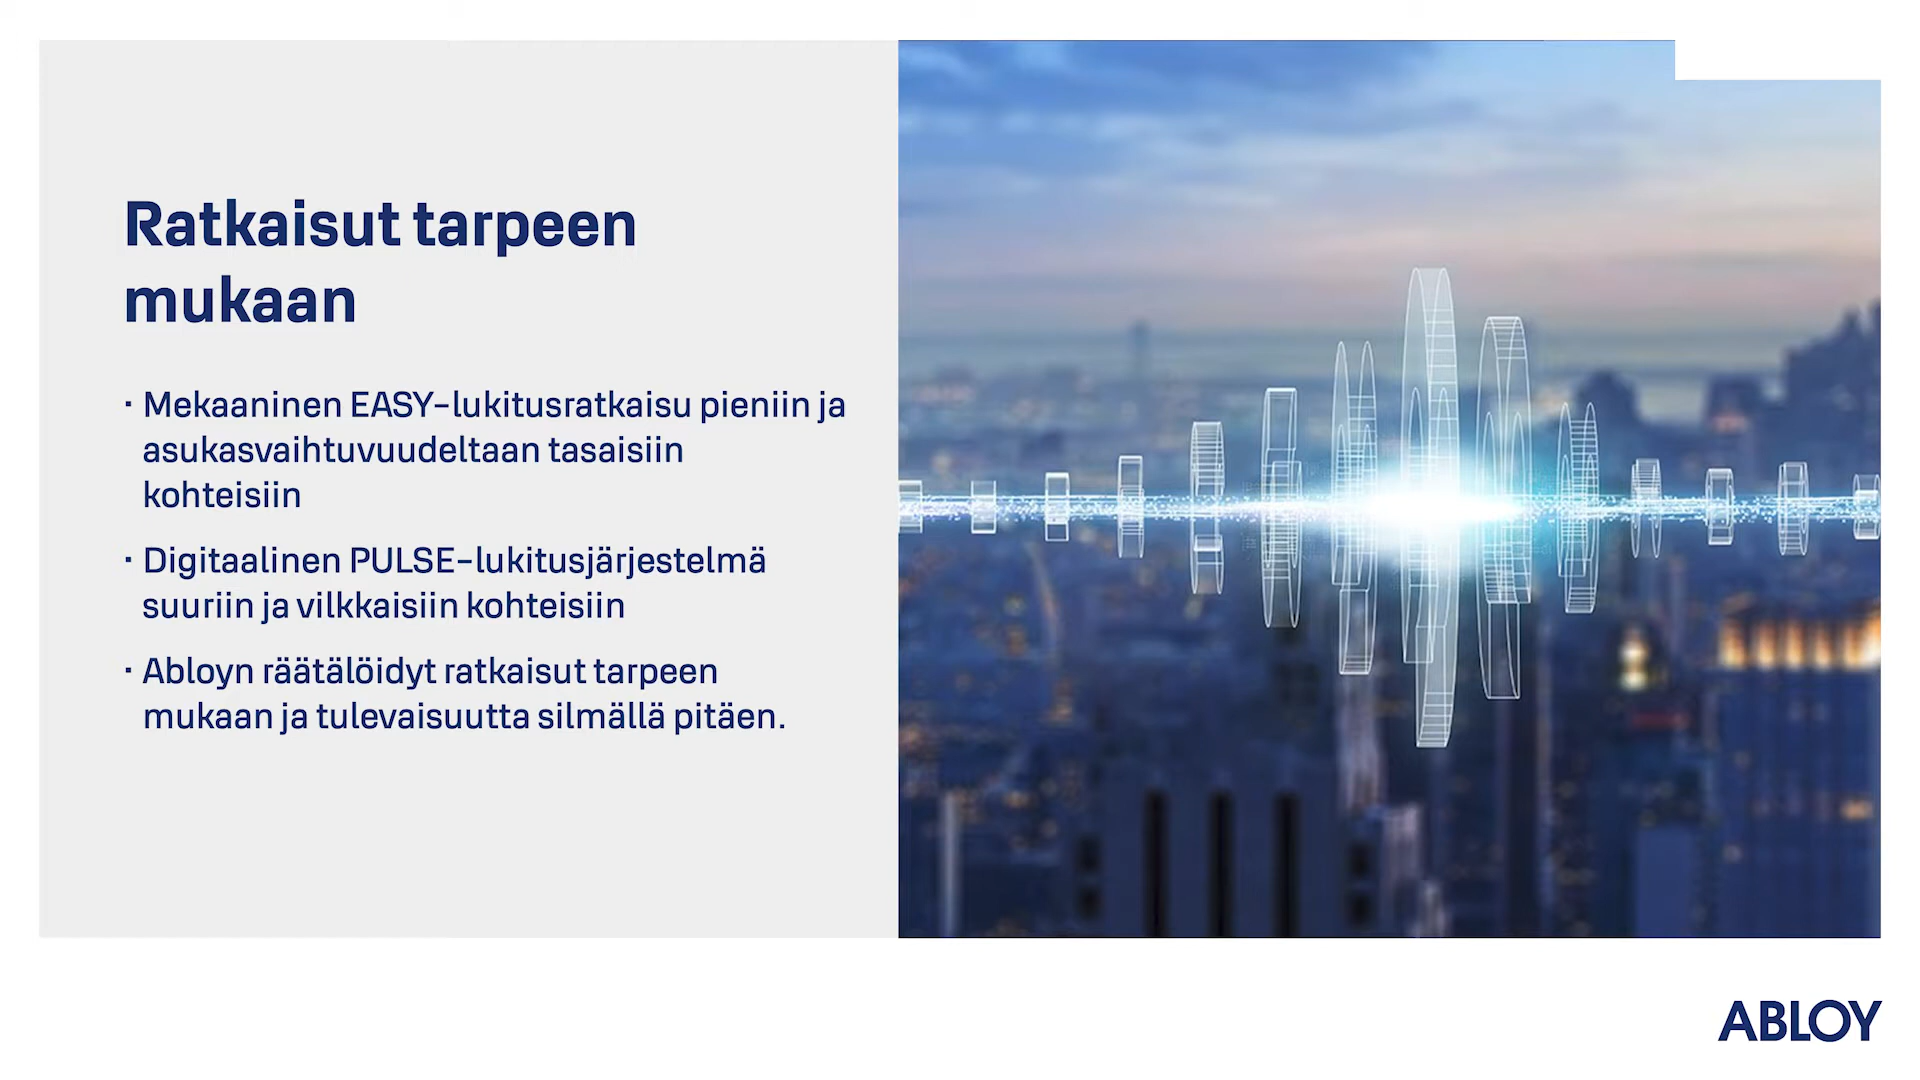 Ratkaisut tarpeen
mukaan
· Mekaaninen EASY-lukitusratkaisu pieniin ja
asukasvaihtuvuudeltaan tasaisiin
kohteisiin
· Digitaalinen PULSE-lukitusjärjestelmä
suuriin ja vilkkaisiin kohteisiin
· Abloyn räätälöidyt ratkaisut tarpeen
mukaan ja tulevaisuutta silmällä pitäen.
ABLOY